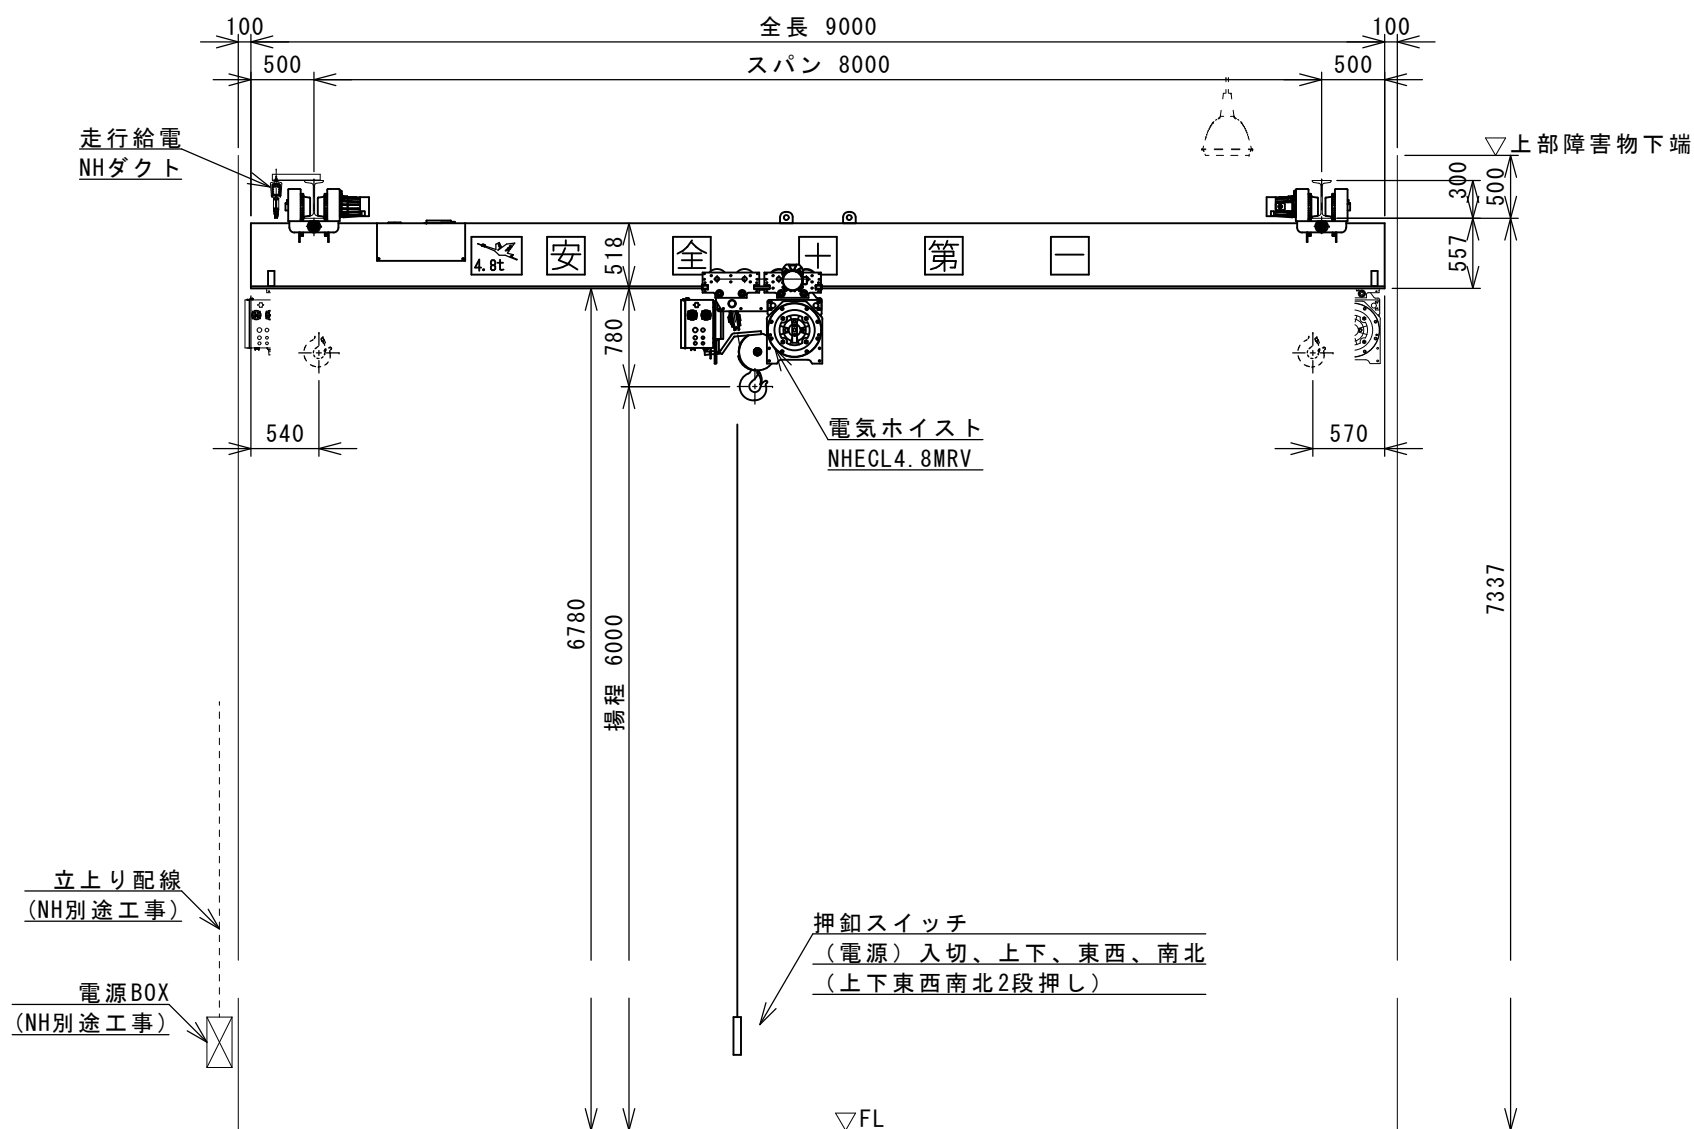 100
全長 9000
100
500
スパン 8000
500
走行給電
NHダクト
上部障害物下端
300
500
557
518
780
4.8t
安
全
十
第
一
540
570
電気ホイスト
NHECL4.8MRV
7337
6780
揚程 6000
立上り配線
(NH別途工事)
電源BOX
(NH別途工事)
押釦スイッチ
(電源)入切、上下、東西、南北
(上下東西南北2段押し)
FL